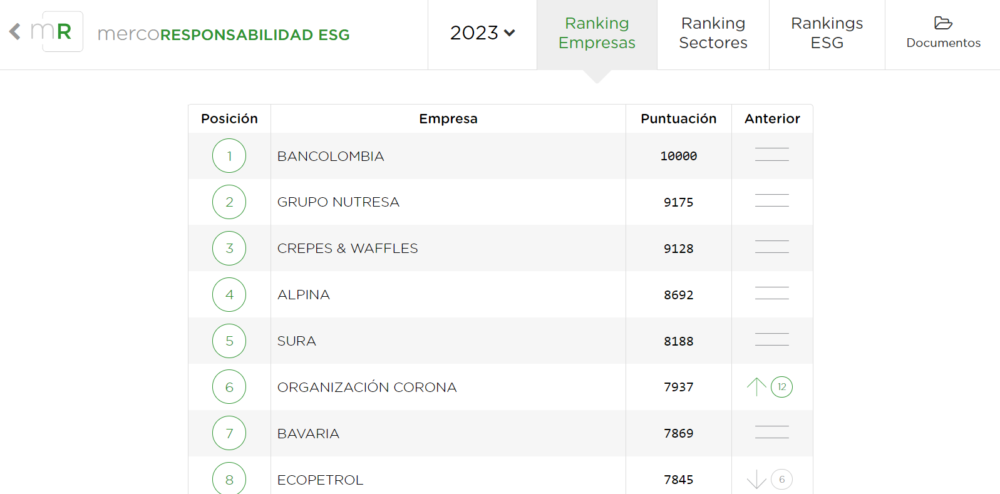 mR
mercoRESPONSABILIDAD ESG
2023
Ranking
Empresas
Ranking
Sectores
Rankings
ESG
Documentos
Posición Empresa Puntuación Anterior
1 BANCOLOMBIA 10000
2 GRUPO NUTRESA 9175
3 CREPES & WAFFLES 9128
4 ALPINA 8692
5 SURA 8188
6 ORGANIZACIÓN CORONA 7937 12
7 BAVARIA 7869
8 ECOPETROL 7845 6